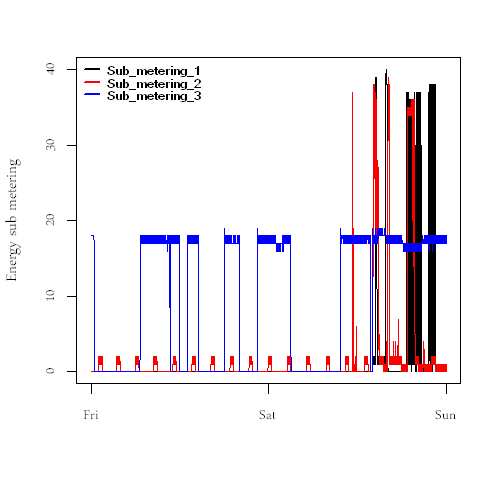 Sub_metering_1
Sub_metering_2
Sub_metering_3
Energy sub metering
40
30
20
10
0
Fri Sat Sun